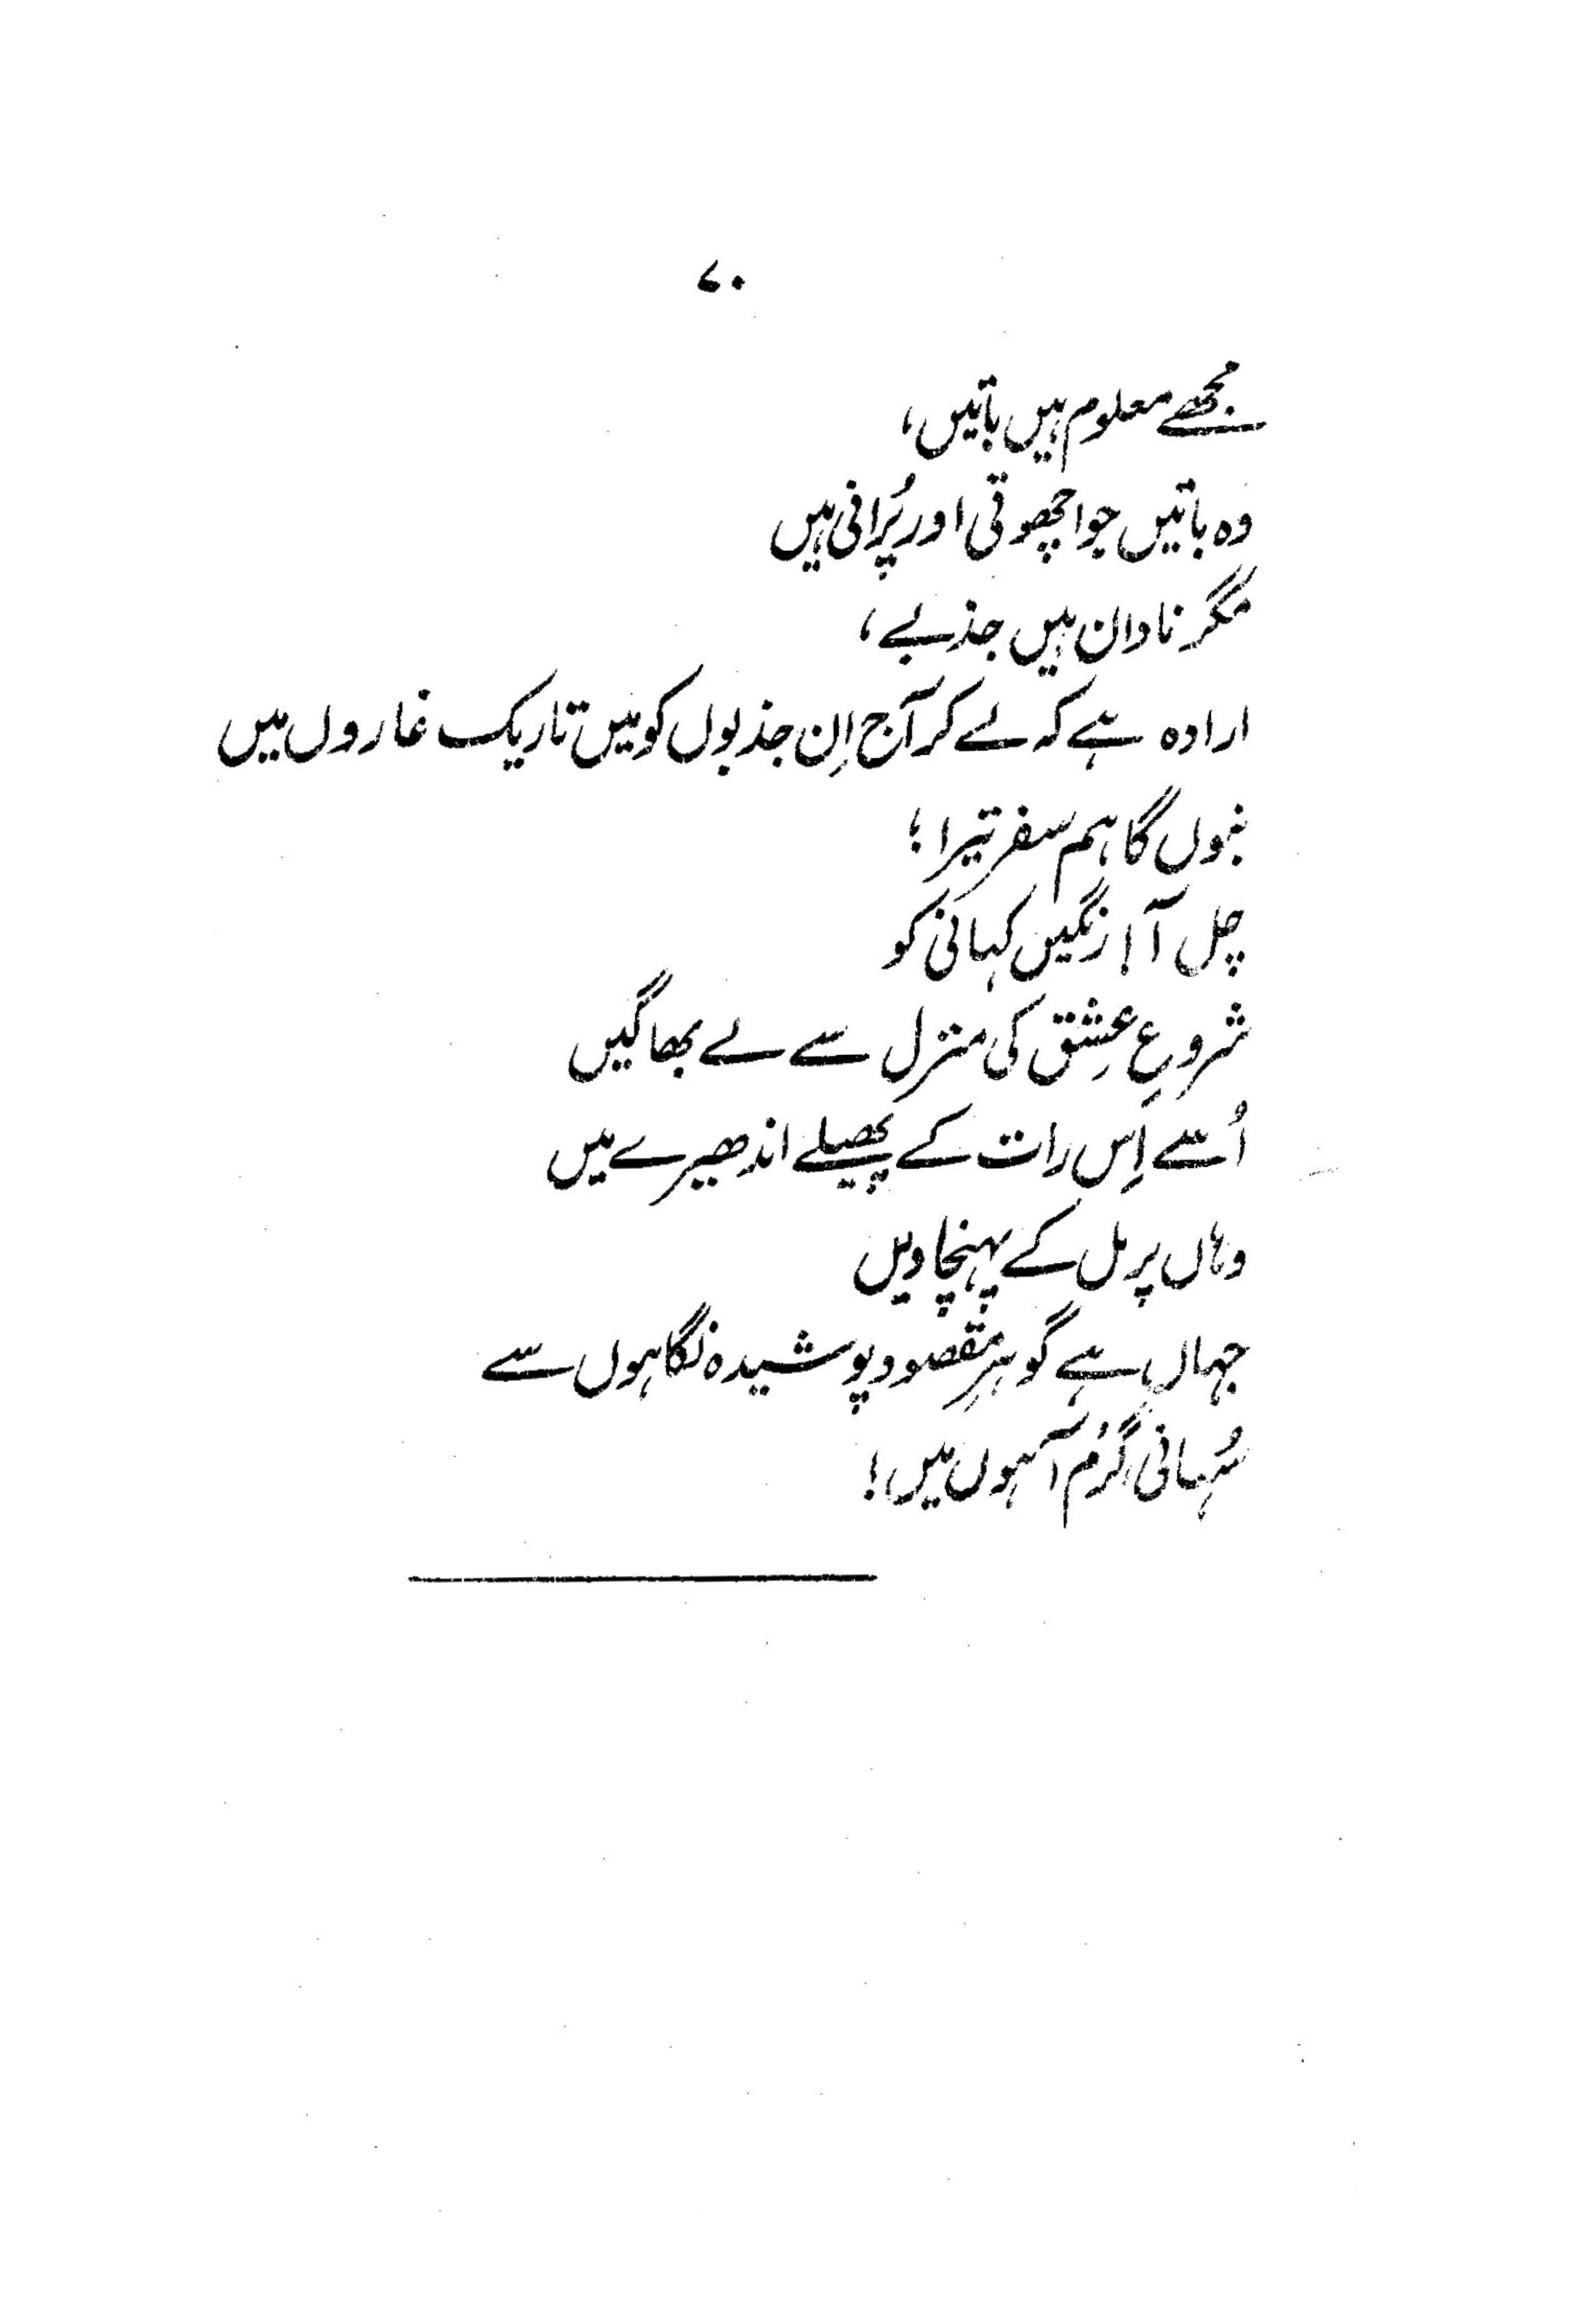 ۷۰
مجھے معلوم ہیں باتیں،
وہ باتیں جو اچھوتی اور پُرانی ہیں
مگر نادان ہیں جذبے،
ارادہ ہے کہ لے کر آج اِن جذبوں کو میں تاریک غاروں میں
بنوں گا ہم سفر تیرا؛
چل آ! رنگیں کہانی کو
شروعِ عِشق کی منزل سے لے بھاگیں
اُسے اِس رات کے پھیلے اندھیرے میں
وہاں پر مل کے پہنچا دیں
جہاں ہے گوہرِ مقصود پوشیدہ نگاہوں سے
سُہانی، گرم آہوں میں!